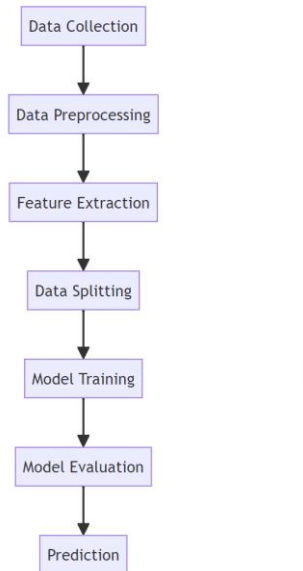 Data Collection
Data Preprocessing
Feature Extraction
Data Splitting
Model Training
Model Evaluation
Prediction